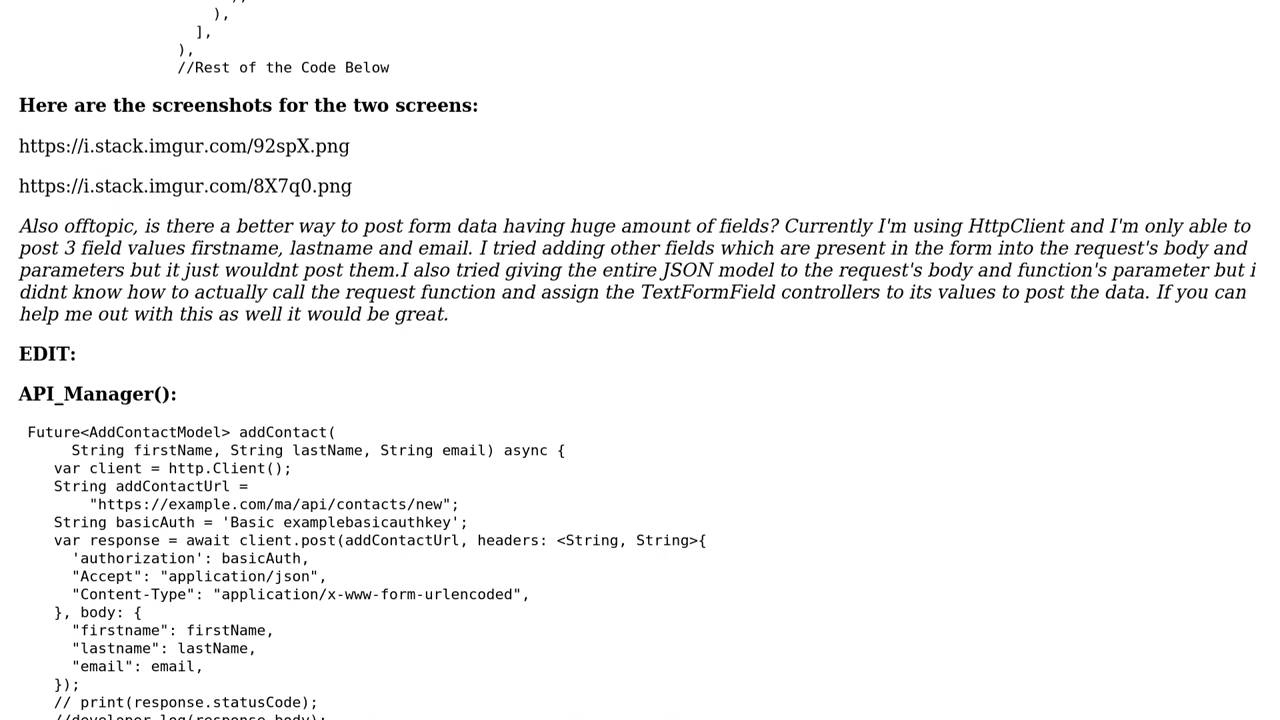 ),
],
),
//Rest of the Code Below
Here are the screenshots for the two screens:
https://i.stack.imgur.com/92spX.png
https://i.stack.imgur.com/8X7q0.png
Also offtopic, is there a better way to post form data having huge amount of fields? Currently I'm using HttpClient and I'm only able to
post 3 field values firstname, lastname and email. I tried adding other fields which are present in the form into the request's body and
parameters but it just wouldnt post them.I also tried giving the entire JSON model to the request's body and function's parameter but i
didnt know how to actually call the request function and assign the TextFormField controllers to its values to post the data. If you can
help me out with this as well it would be great.
EDIT:
API_Manager():
Future<AddContactModel> addContact(
String firstName, String lastName, String email) async {
var client = http.Client();
String addContactUrl =
"https://example.com/ma/api/contacts/new";
String basicAuth = 'Basic examplebasicauthkey';
var response = await client.post(addContactUrl, headers: <String, String>{
'authorization': basicAuth,
"Accept": "application/json",
"Content-Type": "application/x-www-form-urlencoded",
}, body: {
"firstname": firstName,
"lastname": lastName,
"email": email,
});
// print(response.statusCode);
//developer.log(response.body);